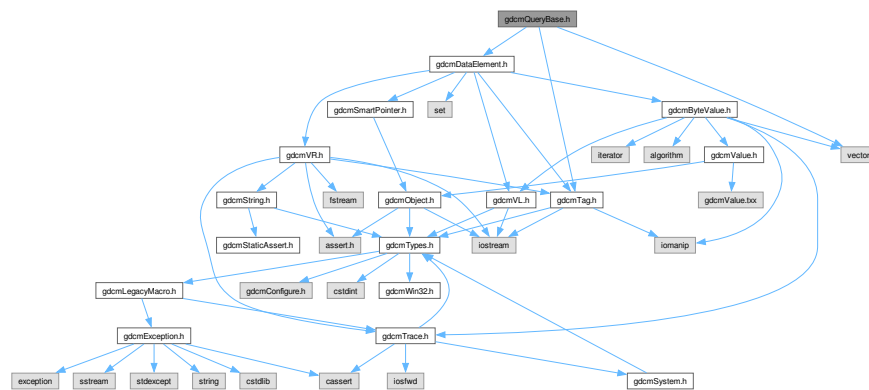 gdcmQueryBase.h
gdcmDataElement.h
gdcmSmartPointer.h
set
gdcmByteValue.h
gdcmVR.h
iterator
algorithm
gdcmValue.h
vector
gdcmString.h
fstream
gdcmObject.h
gdcmVL.h
gdcmTag.h
gdcmValue.txx
gdcmStaticAssert.h
assert.h
gdcmTypes.h
iostream
iomanip
gdcmLegacyMacro.h
gdcmConfigure.h
cstdint
gdcmWin32.h
gdcmException.h
gdcmTrace.h
exception
sstream
stdexcept
string
cstdlib
cassert
iosfwd
gdcmSystem.h